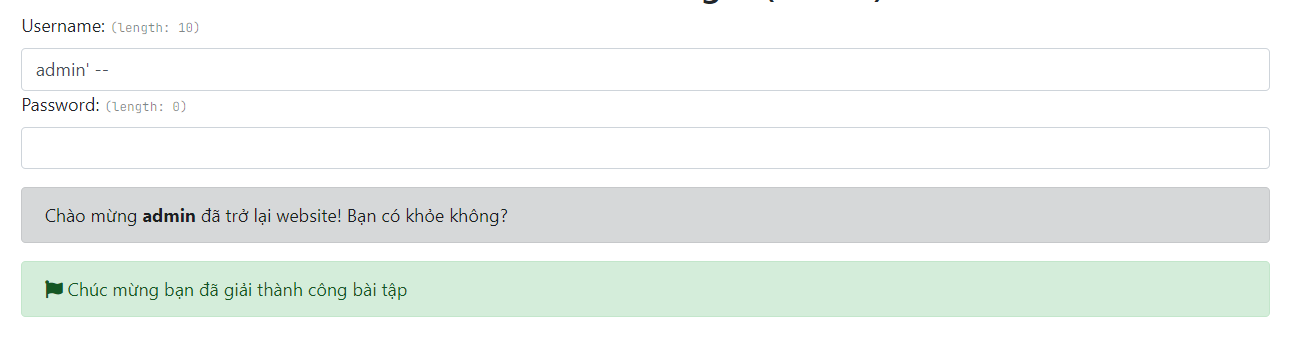 Username: (length: 10)
admin' --
Password: (length: 0)
Chào mừng admin đã trở lại website! Bạn có khỏe không?
Chúc mừng bạn đã giải thành công bài tập